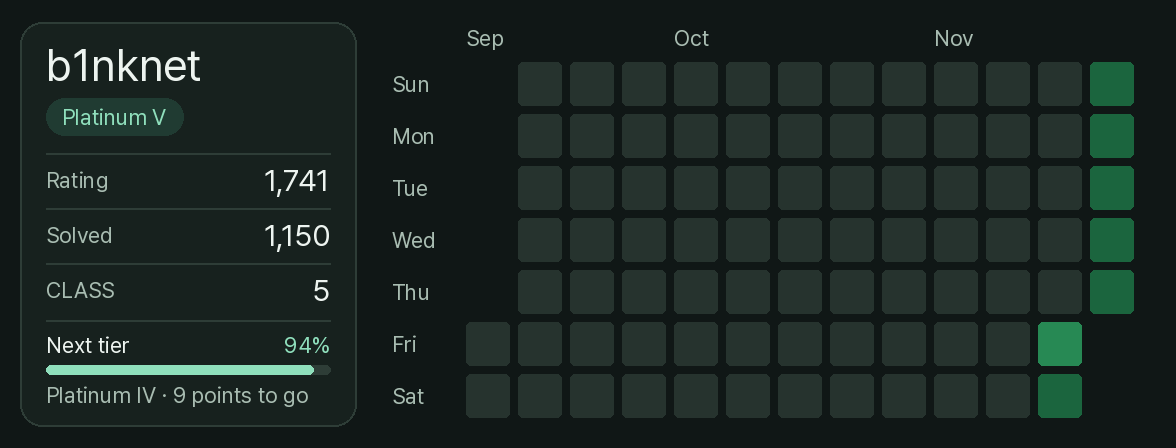 b1nknet
Platinum V
Rating 1,741
Solved 1,150
CLASS 5
Next tier 94%
Platinum IV · 9 points to go
Sep Oct Nov
Sun
Mon
Tue
Wed
Thu
Fri
Sat